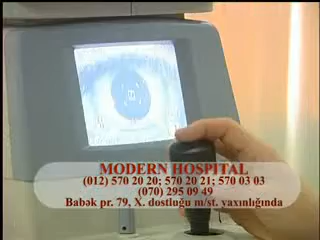 MODERN HOSPITAL
(012) 570 20 20; 570 20 21; 570 03 03
(070) 295 09 49
Babək pr. 79, X. dostluğu m/st. yaxınlığında